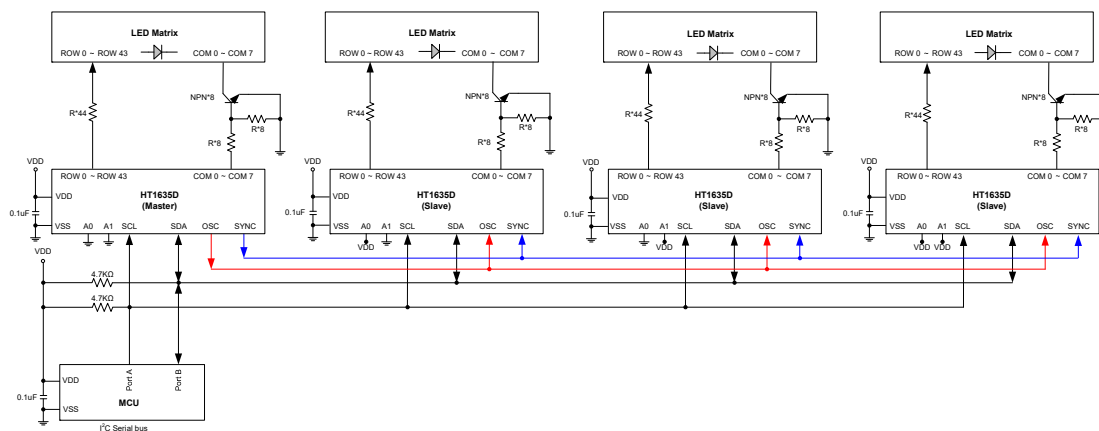 LED Matrix
ROW 0 ~ ROW 43 COM 0 ~ COM 7
NPN*8
R*44
R*8
R*8
VDD
0.1uF
ROW 0 ~ ROW 43 COM 0 ~ COM 7
VDD
HT1635D
(Master)
VSS A0 A1 SCL SDA OSC SYNC
LED Matrix
ROW 0 ~ ROW 43 COM 0 ~ COM 7
NPN*8
R*44
R*8
R*8
VDD
0.1uF
ROW 0 ~ ROW 43 COM 0 ~ COM 7
VDD
HT1635D
(Slave)
VSS A0 A1 SCL SDA OSC SYNC
VDD
LED Matrix
ROW 0 ~ ROW 43 COM 0 ~ COM 7
NPN*8
R*44
R*8
R*8
VDD
0.1uF
ROW 0 ~ ROW 43 COM 0 ~ COM 7
VDD
HT1635D
(Slave)
VSS A0 A1 SCL SDA OSC SYNC
VDD
LED Matrix
ROW 0 ~ ROW 43 COM 0 ~ COM 7
NPN*8
R*44
R*8
R*8
VDD
0.1uF
ROW 0 ~ ROW 43 COM 0 ~ COM 7
VDD
HT1635D
(Slave)
VSS A0 A1 SCL SDA OSC SYNC
VDD VDD
VDD
4.7KΩ
4.7KΩ
0.1uF
VDD
VSS
Port A
Port B
MCU
I²C Serial bus